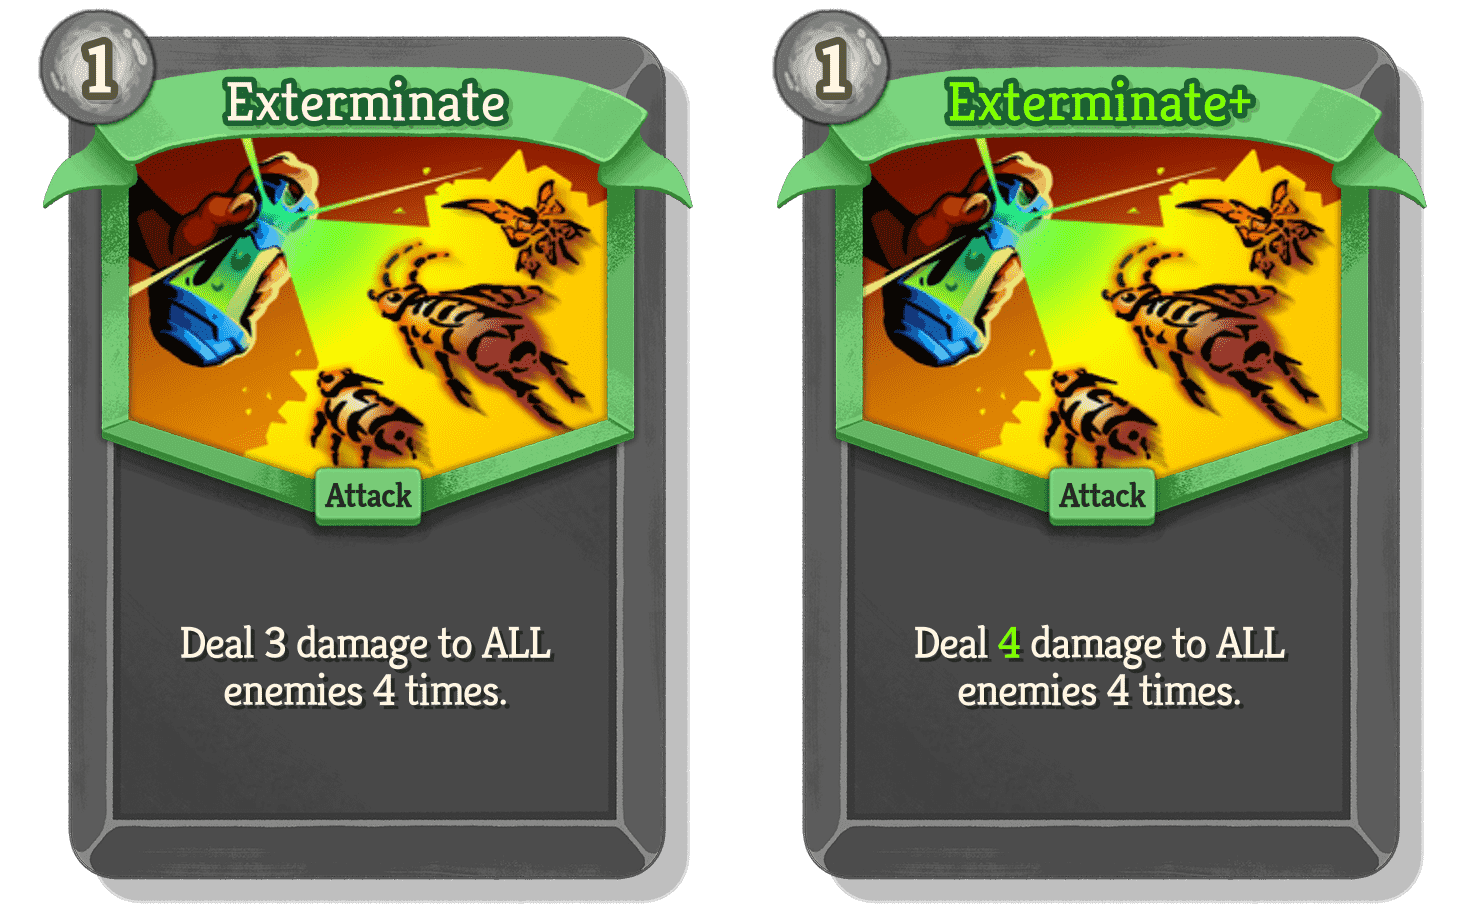 1
Exterminate
Attack
Deal 3 damage to ALL
enemies 4 times.
1
Exterminate+
Attack
Deal 4 damage to ALL
enemies 4 times.